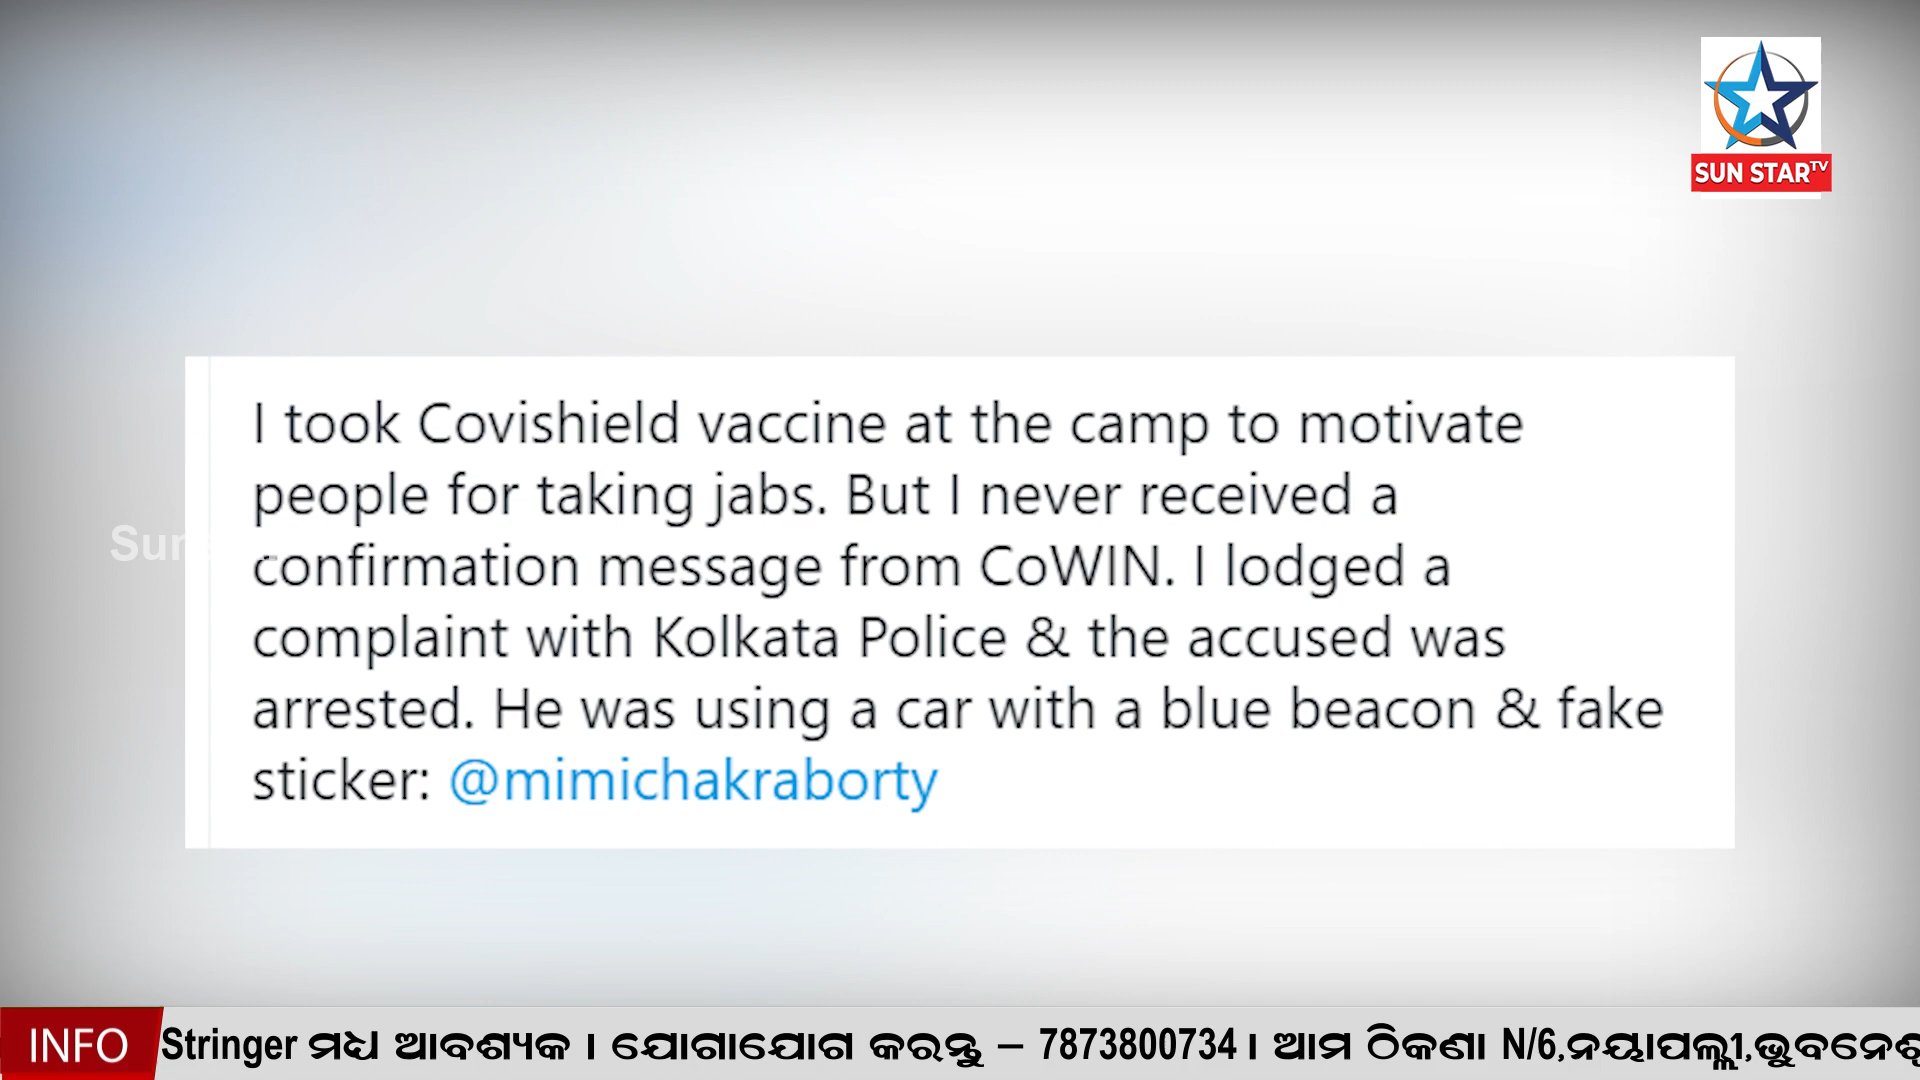 SUN STAR TV
I took Covishield vaccine at the camp to motivate
people for taking jabs. But I never received a
confirmation message from CoWIN. I lodged a
complaint with Kolkata Police & the accused was
arrested. He was using a car with a blue beacon & fake
sticker: @mimichakraborty
INFO Stringer ମଧ୍ୟ ଆବଶ୍ୟକ । ଯୋଗାଯୋଗ କରନ୍ତୁ – 7873800734 । ଆମ ଠିକଣା N/6,ନୟାପଲ୍ଲୀ,